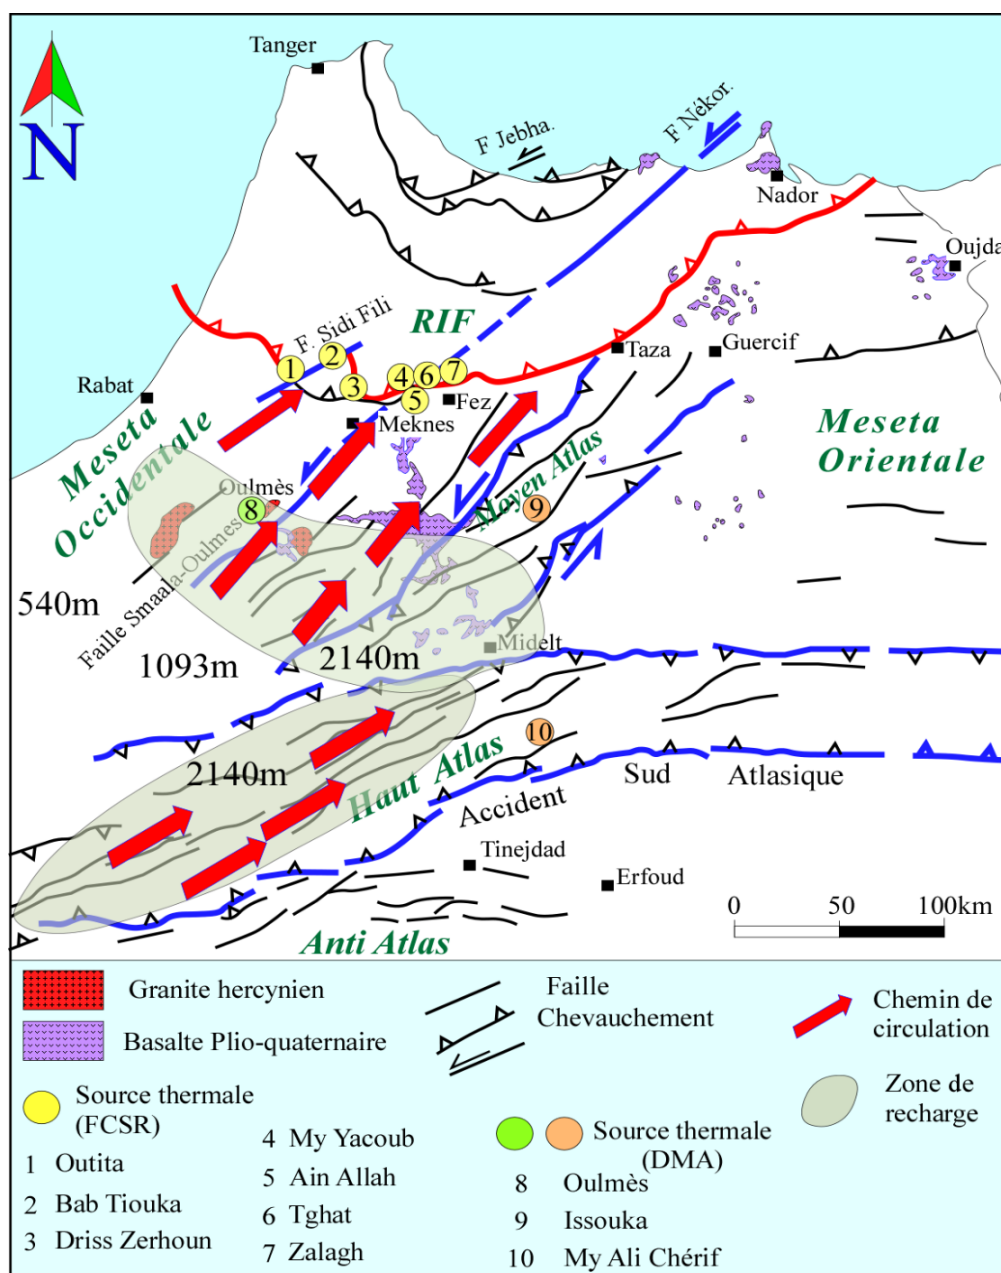 Tanger
N
F Jebha.
F Nékor.
Nador
Oujda
RIF
F. Sidi Fili
Taza
Guercif
1
2
3
4
6
7
5
Rabat
Fez
Meknes
Meseta
Occidentale
Meseta
Orientale
Moyen Atlas
Oulmès
8
9
Faille Smaala-Oulmes
540m
1093m
2140m
Midelt
2140m
10
Haut Atlas
Accident
Sud
Atlasique
Tinejdad
Erfoud
Anti Atlas
0
50
100km
Granite hercynien
Basalte Plio-quaternaire
Faille
Chevauchement
Chemin de
circulation
Source thermale
(FCSR)
1 Outita
2 Bab Tiouka
3 Driss Zerhoun
4 My Yacoub
5 Ain Allah
6 Tghat
7 Zalagh
Source thermale
(DMA)
8 Oulmès
9 Issouka
10 My Ali Chérif
Zone de
recharge